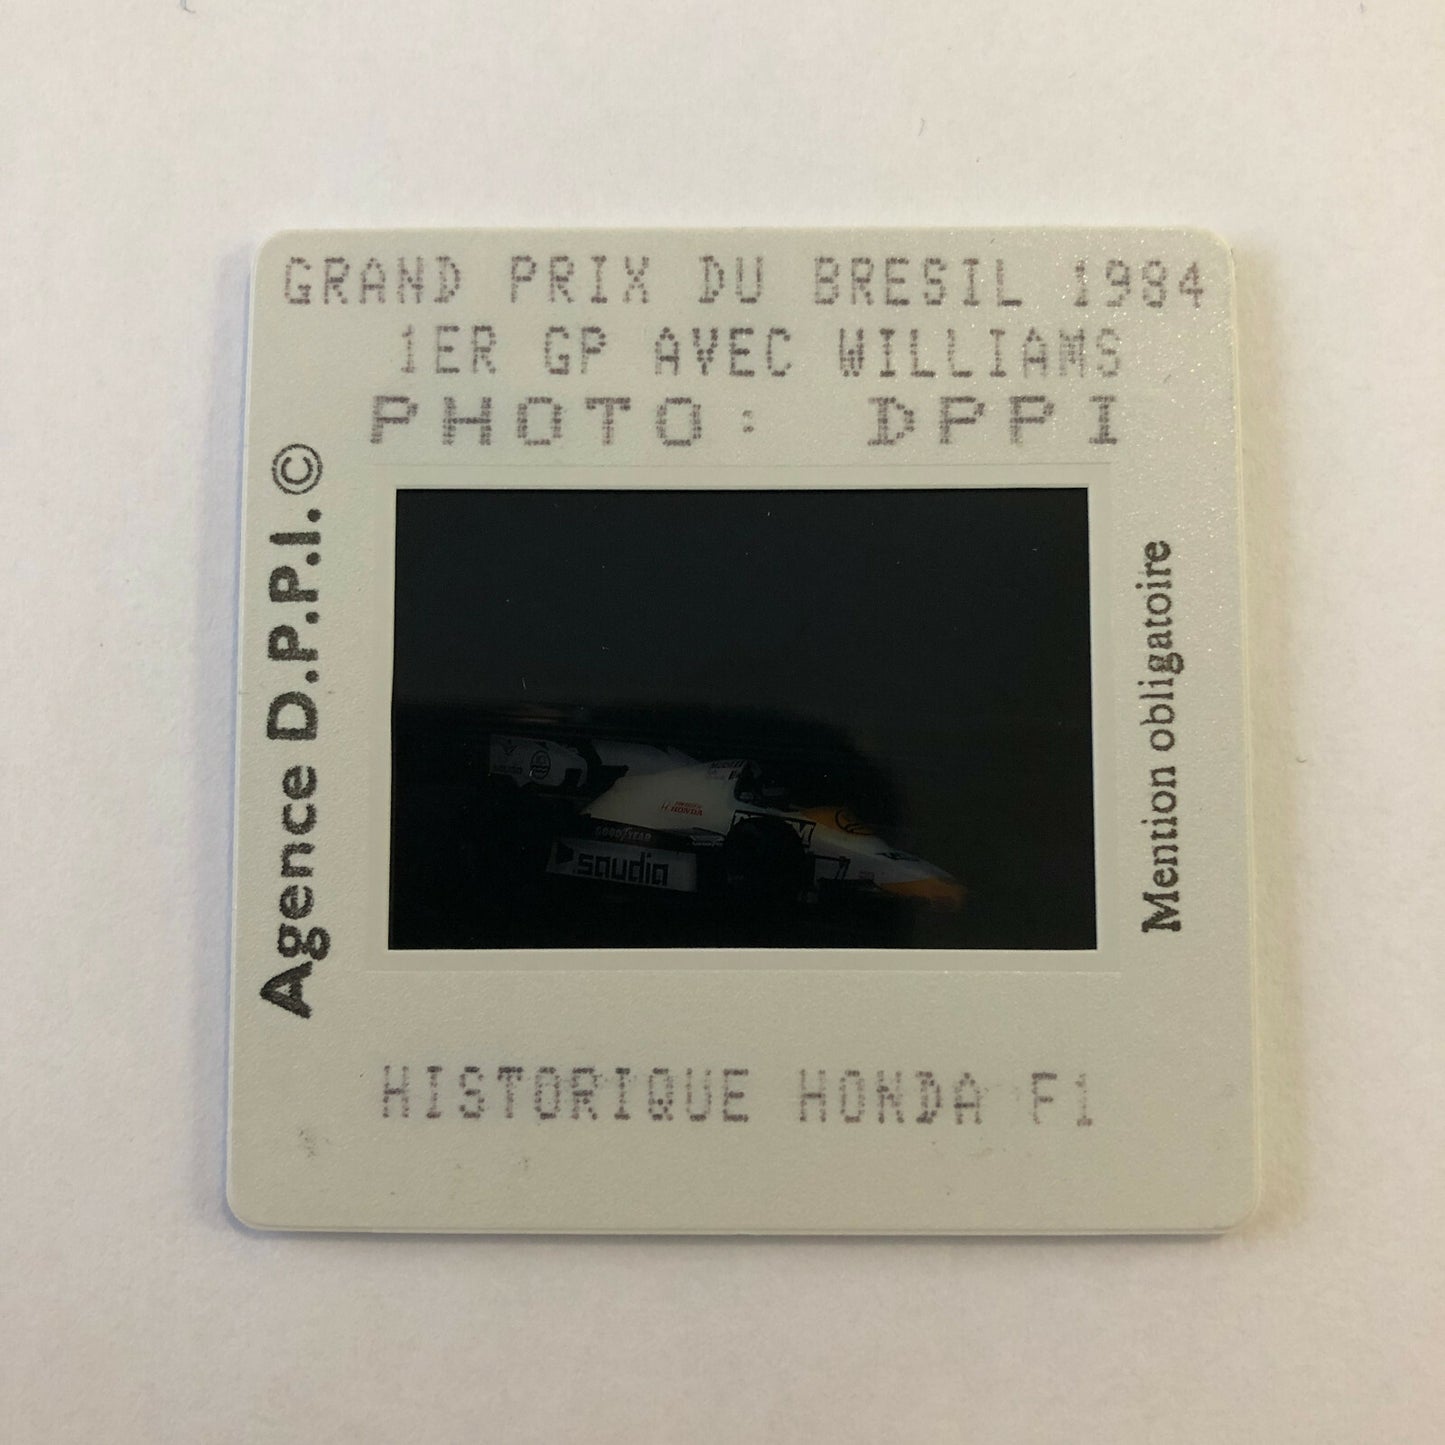 GRAND PRIX DU BRESIL 1984
1ER GP AVEC WILLIAMS
PHOTO: DPPI
Agence D.P.P.I. ©
Mention obligatoire
saudia
HONDA
GOODYEAR
saudia
HISTORIQUE HONDA F1